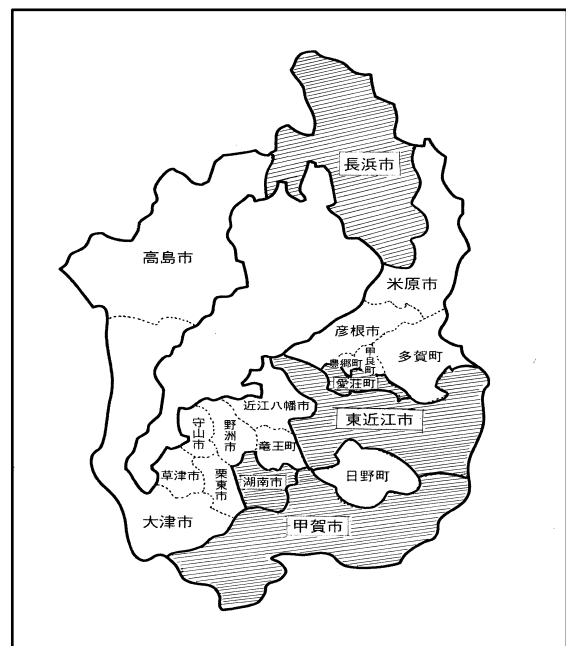 長浜市
高島市
米原市
彦根市
甲良町
豊郷町
多賀町
愛荘町
近江八幡市
東近江市
守山市
野洲市
竜王町
草津市
栗東市
湖南市
日野町
大津市
甲賀市